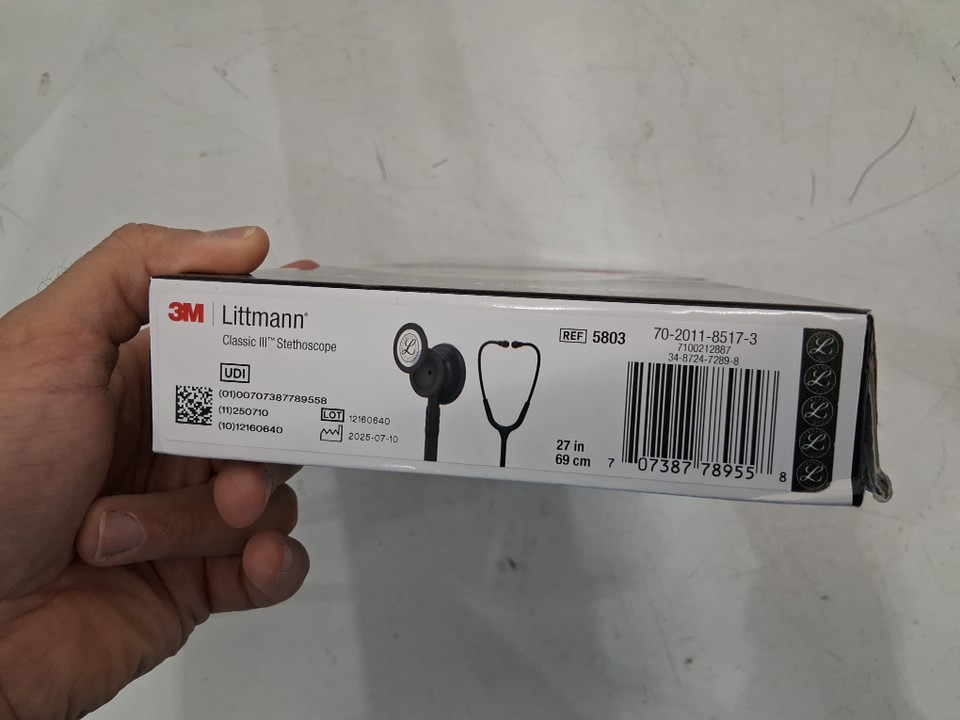 3M | Littmann®
Classic III™ Stethoscope
UDI
(01)00707387789558
(11)250710
(10)12160640
LOT 12160640
2025-07-10
27 in
69 cm
REF 5803
70-2011-8517-3
7100212887
34-8724-7289-8
7 07387 78955 8